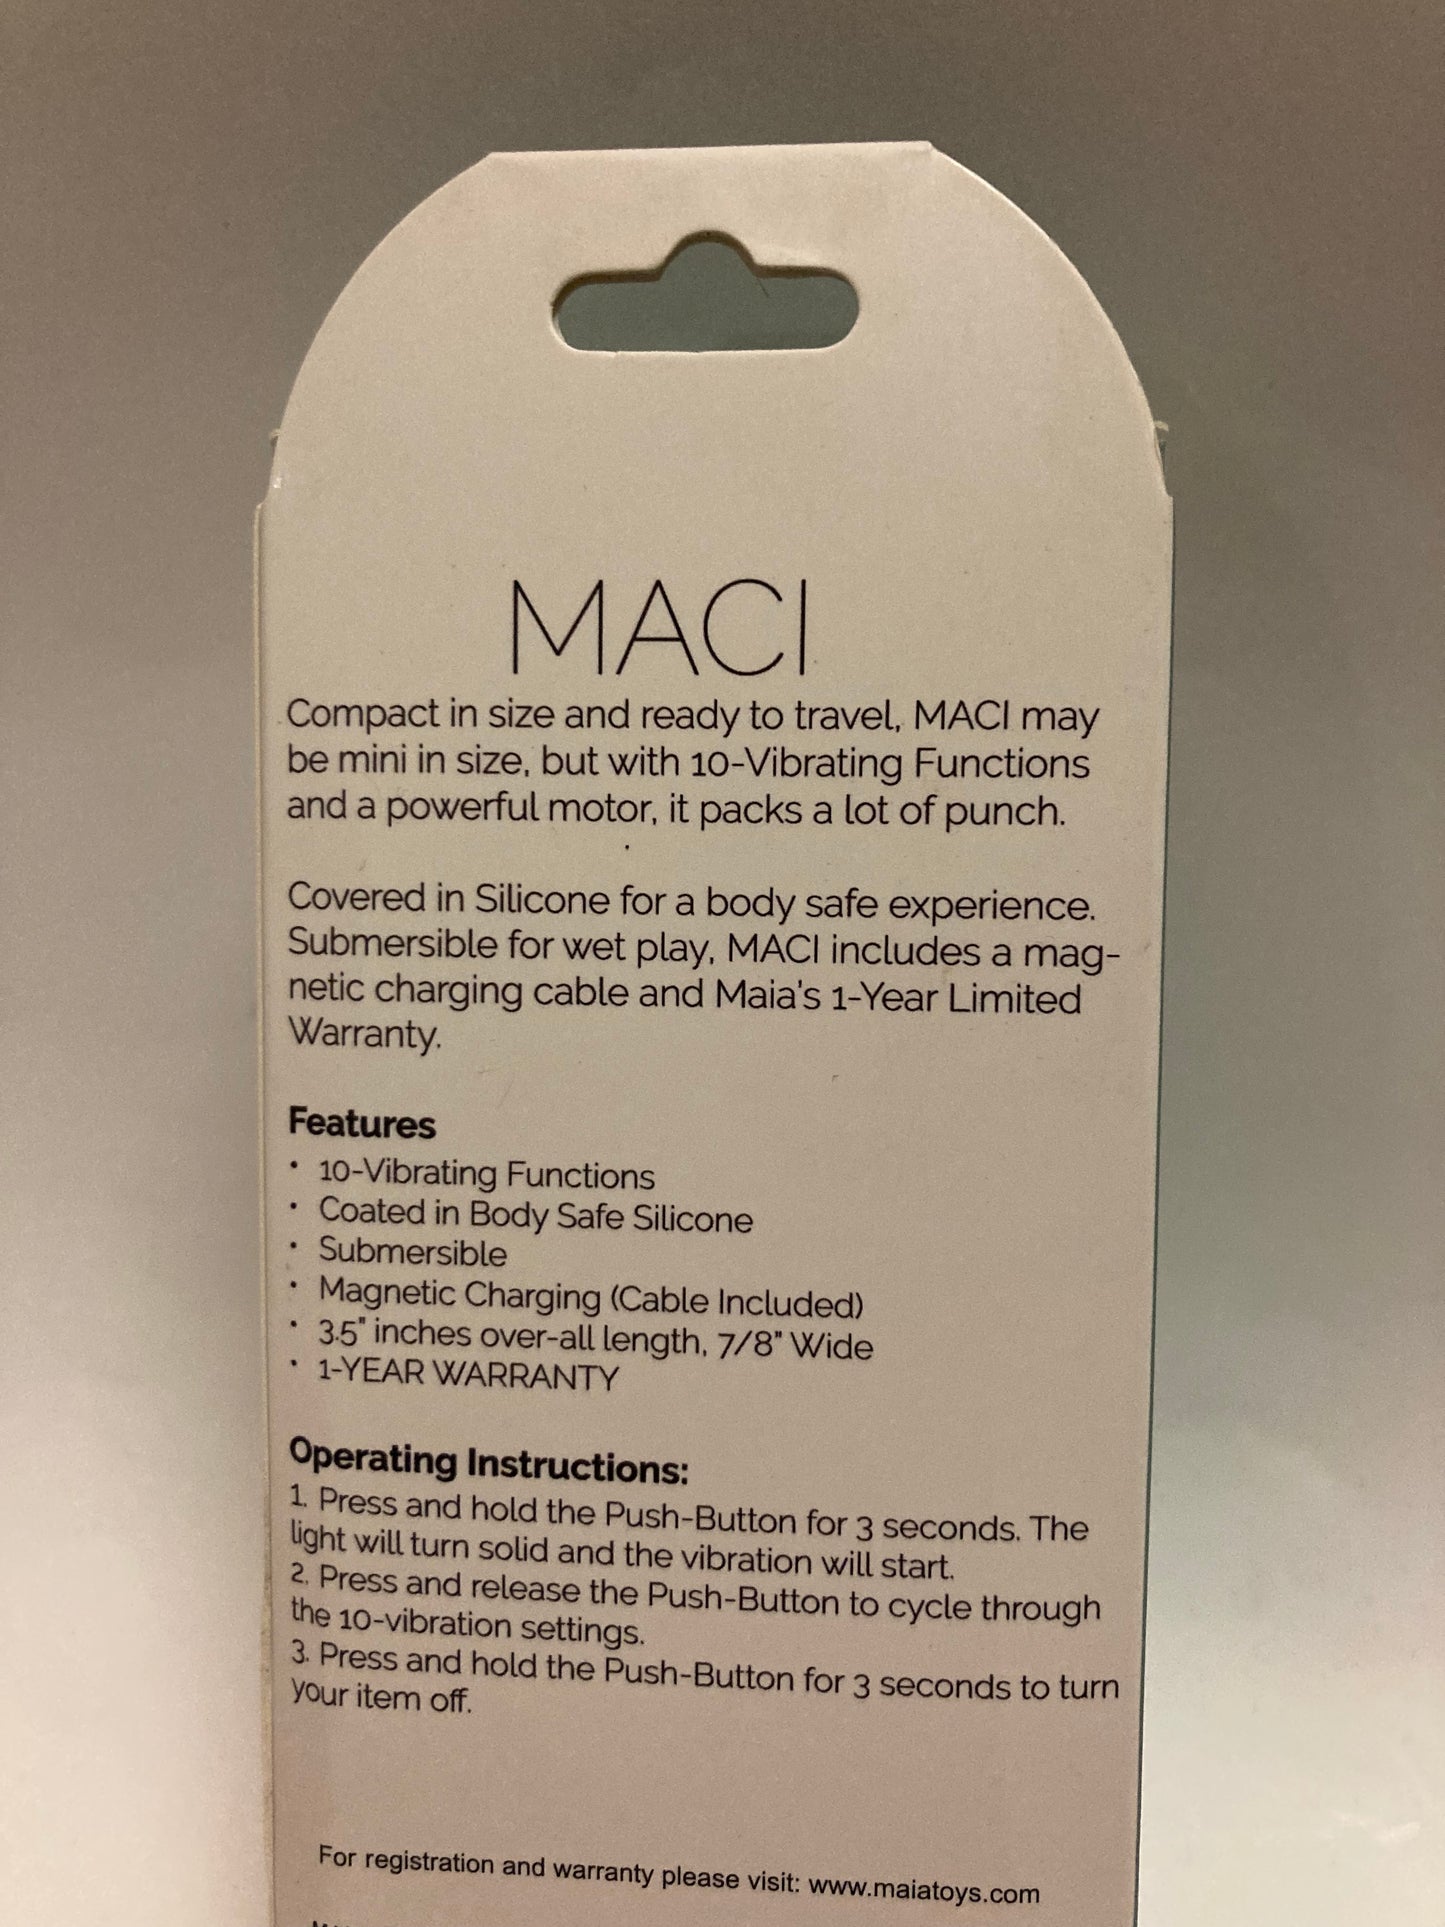 MACI
Compact in size and ready to travel, MACI may
be mini in size, but with 10-Vibrating Functions
and a powerful motor, it packs a lot of punch.
Covered in Silicone for a body safe experience.
Submersible for wet play, MACI includes a mag-
netic charging cable and Maia's 1-Year Limited
Warranty.
Features
• 10-Vibrating Functions
• Coated in Body Safe Silicone
• Submersible
• Magnetic Charging (Cable Included)
• 3.5" inches over-all length, 7/8" Wide
• 1-YEAR WARRANTY
Operating Instructions:
1. Press and hold the Push-Button for 3 seconds. The
light will turn solid and the vibration will start.
2. Press and release the Push-Button to cycle through
the 10-vibration settings.
3. Press and hold the Push-Button for 3 seconds to turn
your item off.
For registration and warranty please visit: www.maiatoys.com